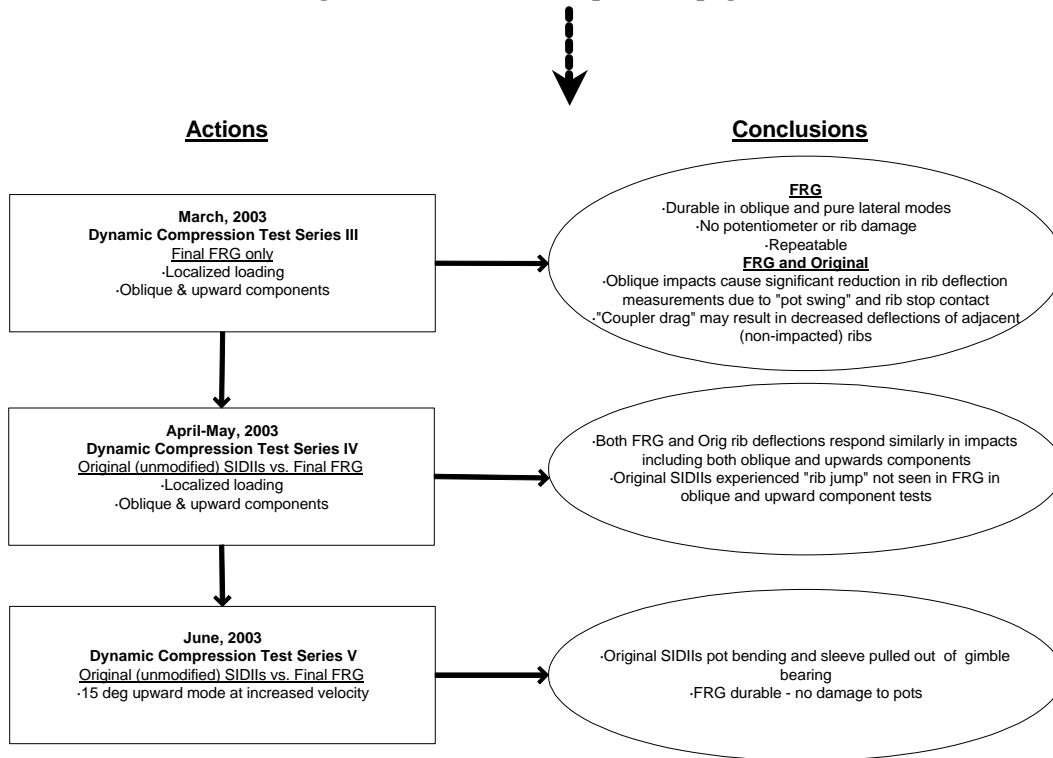 Actions
Conclusions
March, 2003
Dynamic Compression Test Series III
Final FRG only
·Localized loading
·Oblique & upward components
FRG
·Durable in oblique and pure lateral modes
·No potentiometer or rib damage
·Repeatable
FRG and Original
·Oblique impacts cause significant reduction in rib deflection
measurements due to "pot swing" and rib stop contact
·"Coupler drag" may result in decreased deflections of adjacent
(non-impacted) ribs
April-May, 2003
Dynamic Compression Test Series IV
Original (unmodified) SIDIIs vs. Final FRG
·Localized loading
·Oblique & upward components
·Both FRG and Orig rib deflections respond similarly in impacts
including both oblique and upwards components
·Original SIDIIs experienced "rib jump" not seen in FRG in
oblique and upward component tests
June, 2003
Dynamic Compression Test Series V
Original (unmodified) SIDIIs vs. Final FRG
·15 deg upward mode at increased velocity
·Original SIDIIs pot bending and sleeve pulled out of gimble
bearing
·FRG durable - no damage to pots